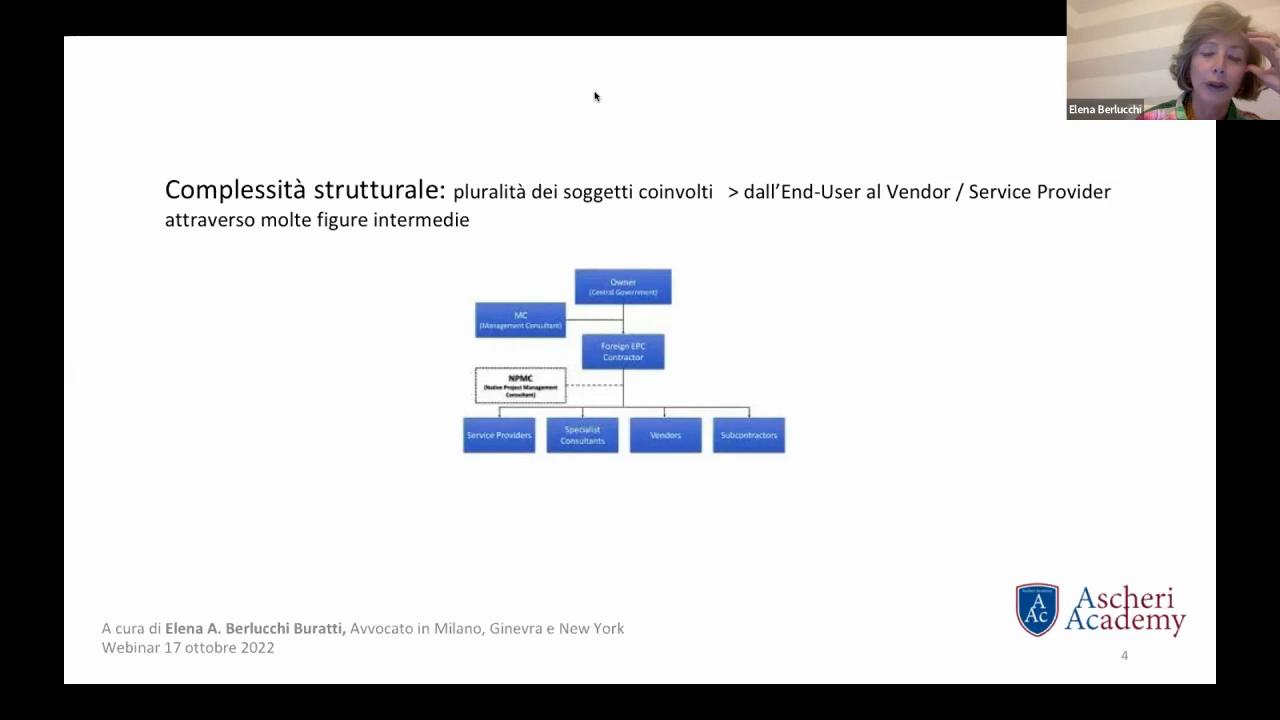 Elena Berlucchi
Complessità strutturale: pluralità dei soggetti coinvolti > dall’End-User al Vendor / Service Provider
attraverso molte figure intermedie
Owner
(Central Government)
MC
(Management Consultant)
Foreign EPC
Contractor
NPMC
(Native Project Management
Consultant)
Service Providers
Specialist
Consultants
Vendors
Subcontractors
A cura di Elena A. Berlucchi Buratti, Avvocato in Milano, Ginevra e New York
Webinar 17 ottobre 2022
A
Ac
Ascheri
Academy
4